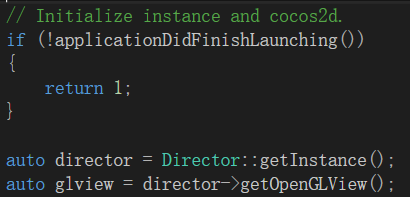 // Initialize instance and cocos2d.
if (!applicationDidFinishLaunching())
{
    return 1;
}
auto director = Director::getInstance();
auto glview = director->getOpenGLView();